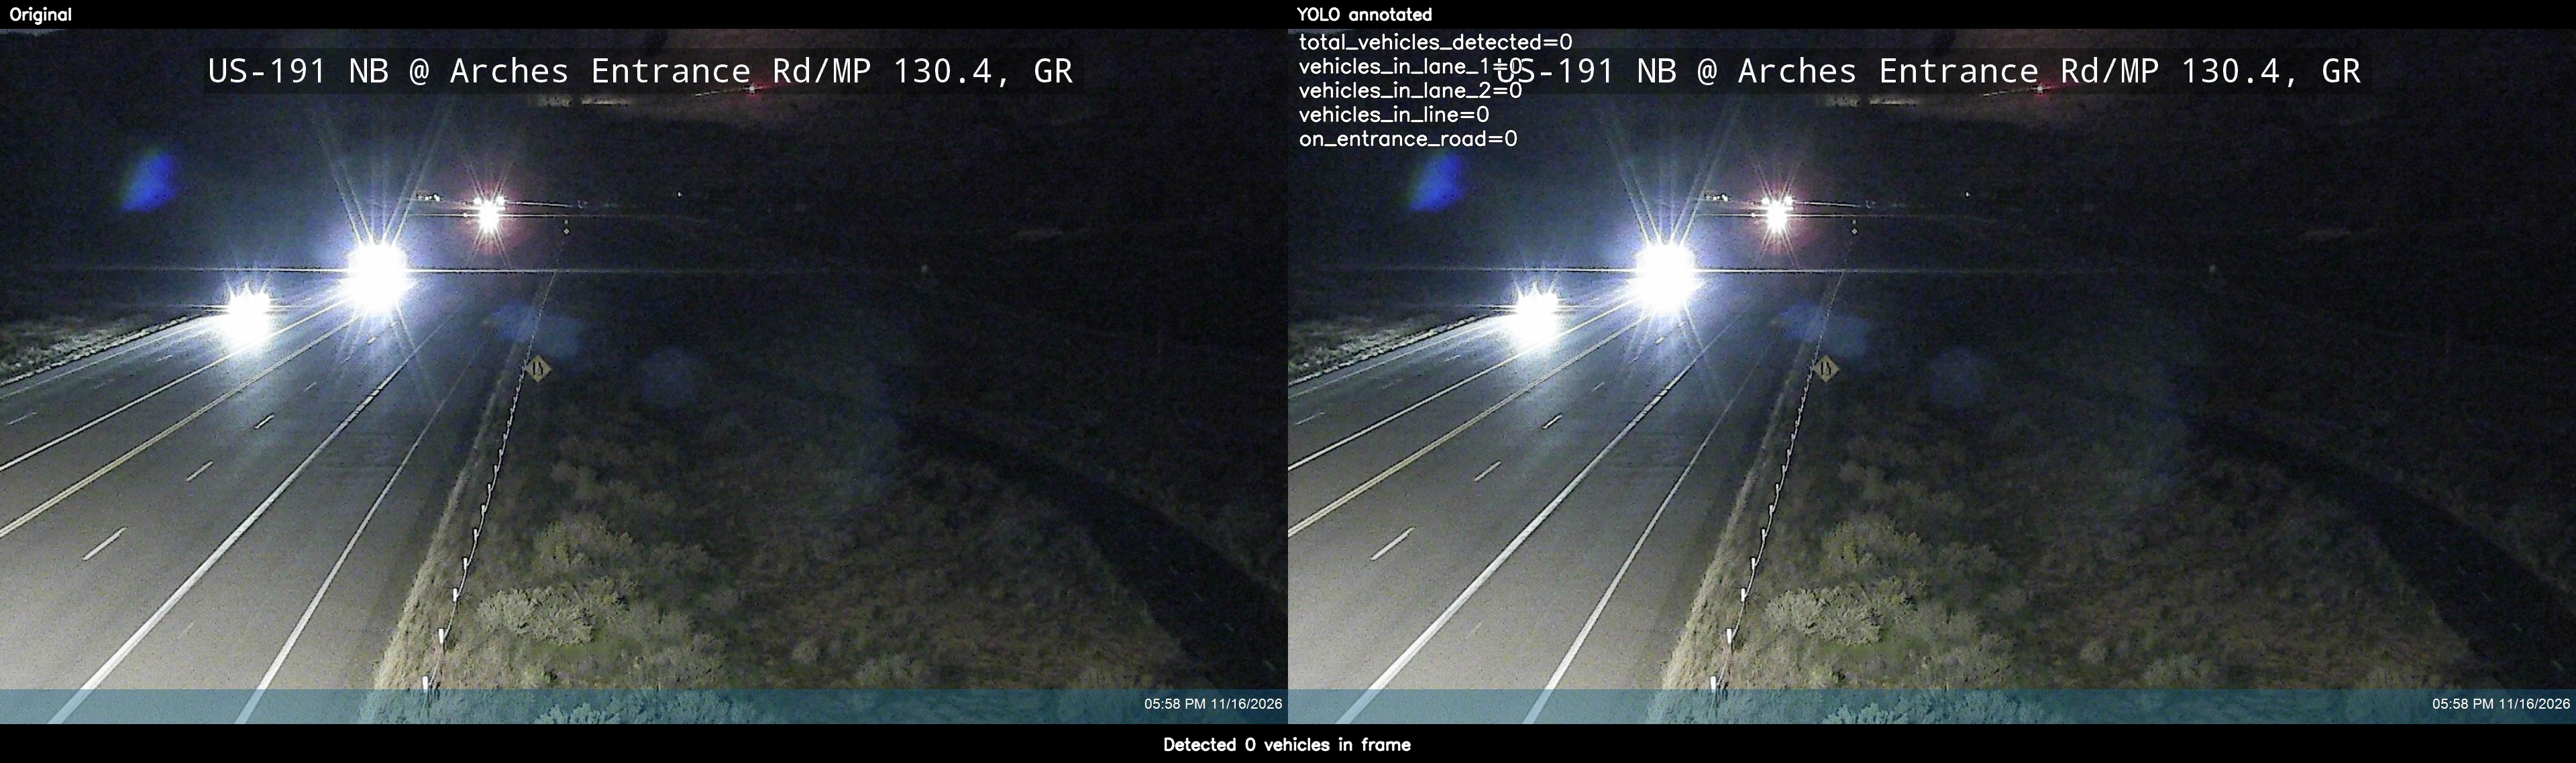 Original
US-191 NB @ Arches Entrance Rd/MP 130.4, GR
05:58 PM 11/16/2026
YOLO annotated
total_vehicles_detected=0
vehicles_in_lane_1=0
US-191 NB @ Arches Entrance Rd/MP 130.4, GR
vehicles_in_lane_2=0
vehicles_in_line=0
on_entrance_road=0
05:58 PM 11/16/2026
Detected 0 vehicles in frame